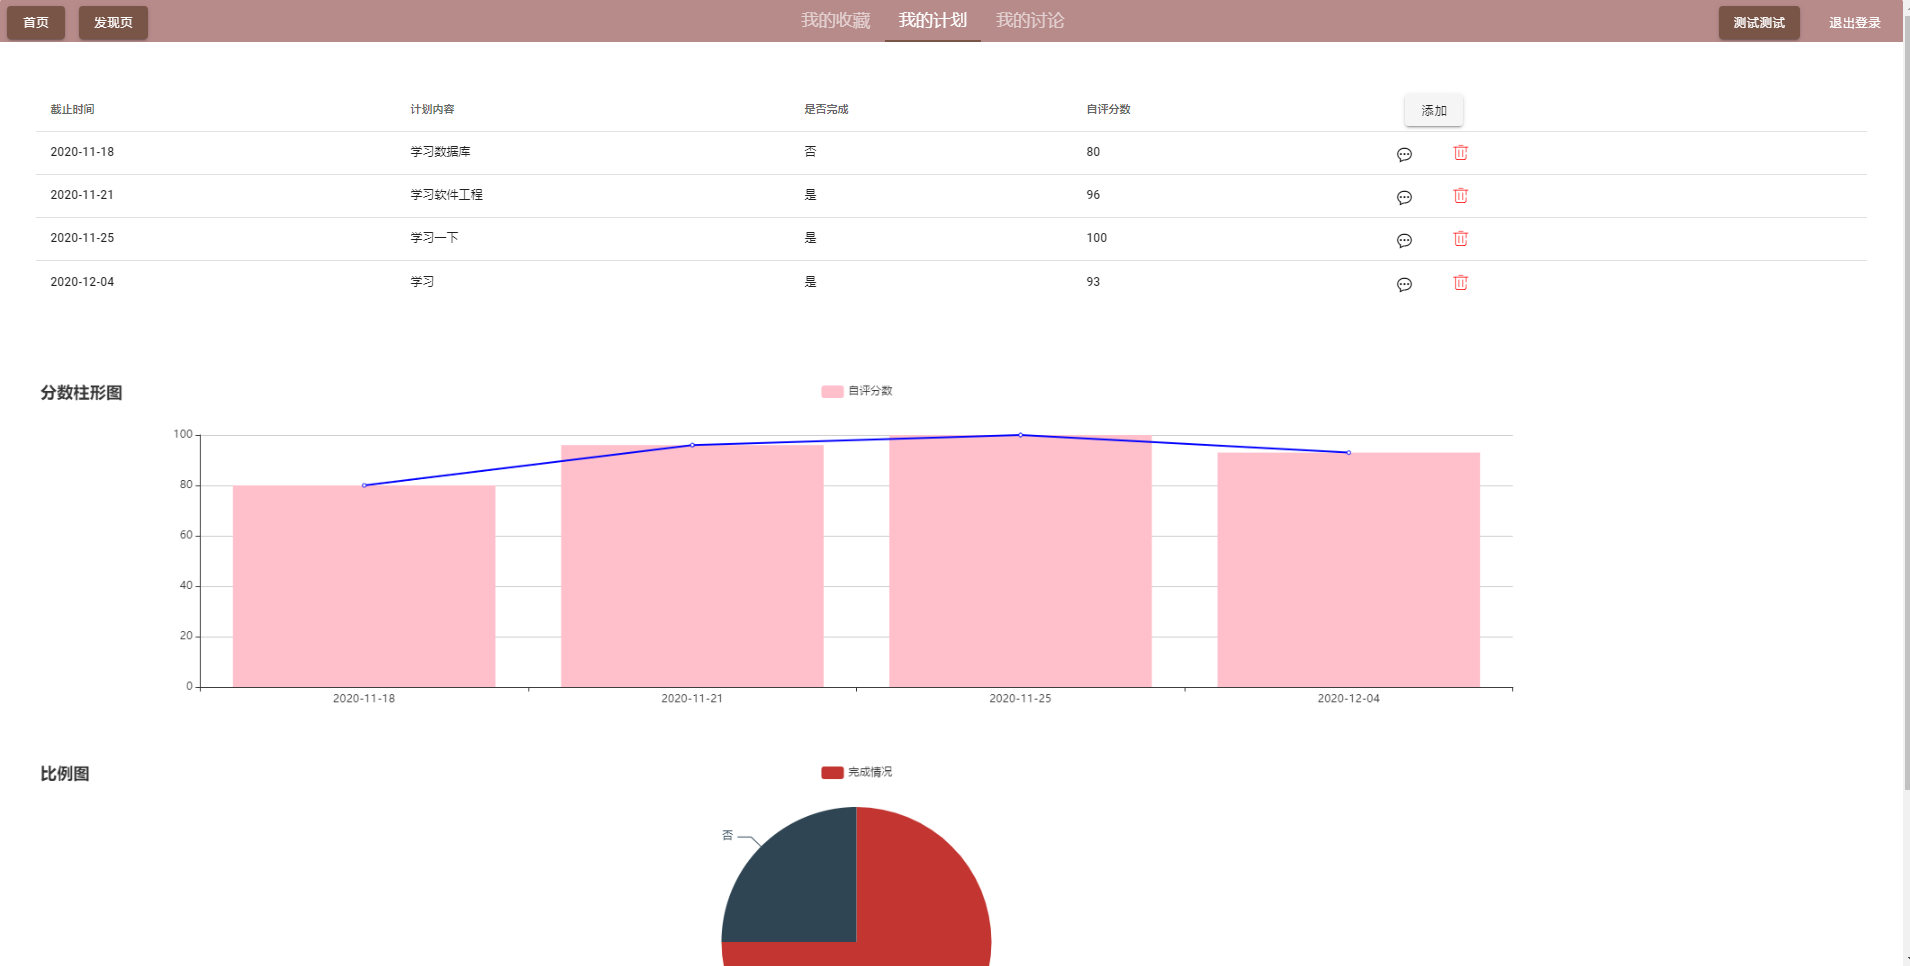 首页 发现页 我的收藏 我的计划 我的讨论 测试测试 退出登录
截止时间 计划内容 是否完成 自评分数 添加
2020-11-18 学习数据库 否 80
2020-11-21 学习软件工程 是 96
2020-11-25 学习一下 是 100
2020-12-04 学习 是 93
分数柱形图 自评分数
100
80
60
40
20
0
2020-11-18 2020-11-21 2020-11-25 2020-12-04
比例图 完成情况
否